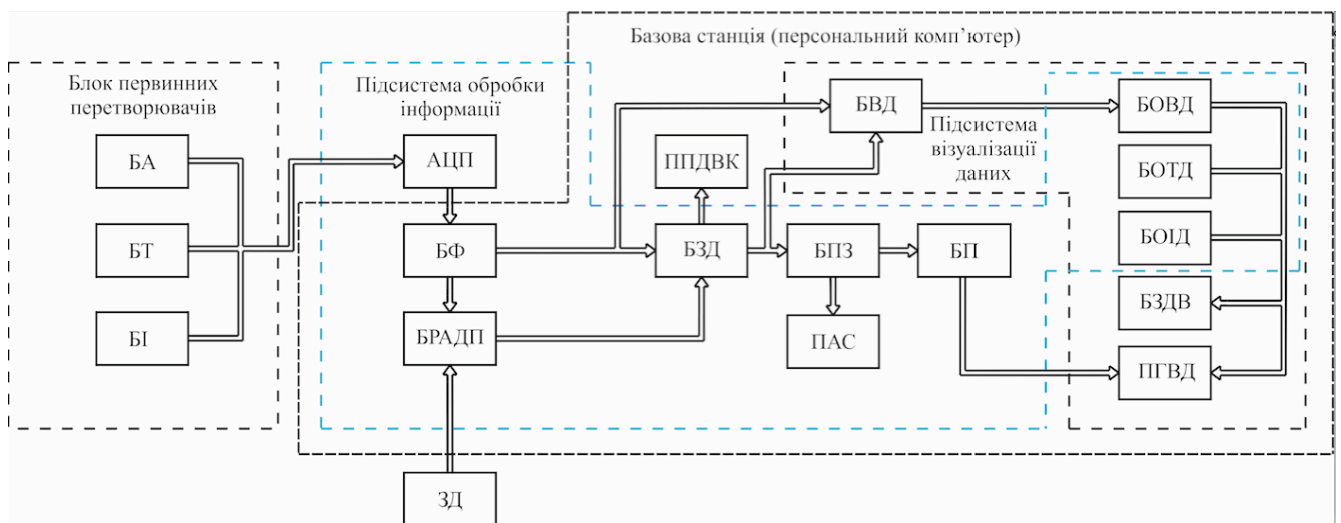 Базова станція (персональний комп’ютер)
Блок первинних
перетворювачів
БА
БТ
БІ
Підсистема обробки
інформації
АЦП
БФ
БРАДП
ЗД
ППДВК
БЗД
БВД
Підсистема
візуалізації
даних
БПЗ
ПАС
БП
БОВД
БОТД
БОІД
БЗДВ
ПГВД